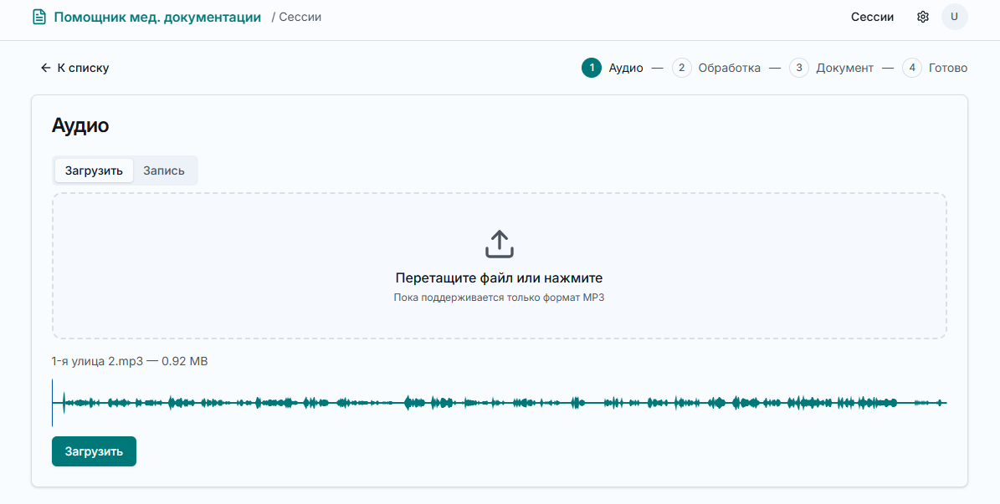 Помощник мед. документации / Сессии
Сессии U
← К списку
1 Аудио — 2 Обработка — 3 Документ — 4 Готово
Аудио
Загрузить Запись
Перетащите файл или нажмите
Пока поддерживается только формат MP3
1-я улица 2.mp3 — 0.92 MB
Загрузить